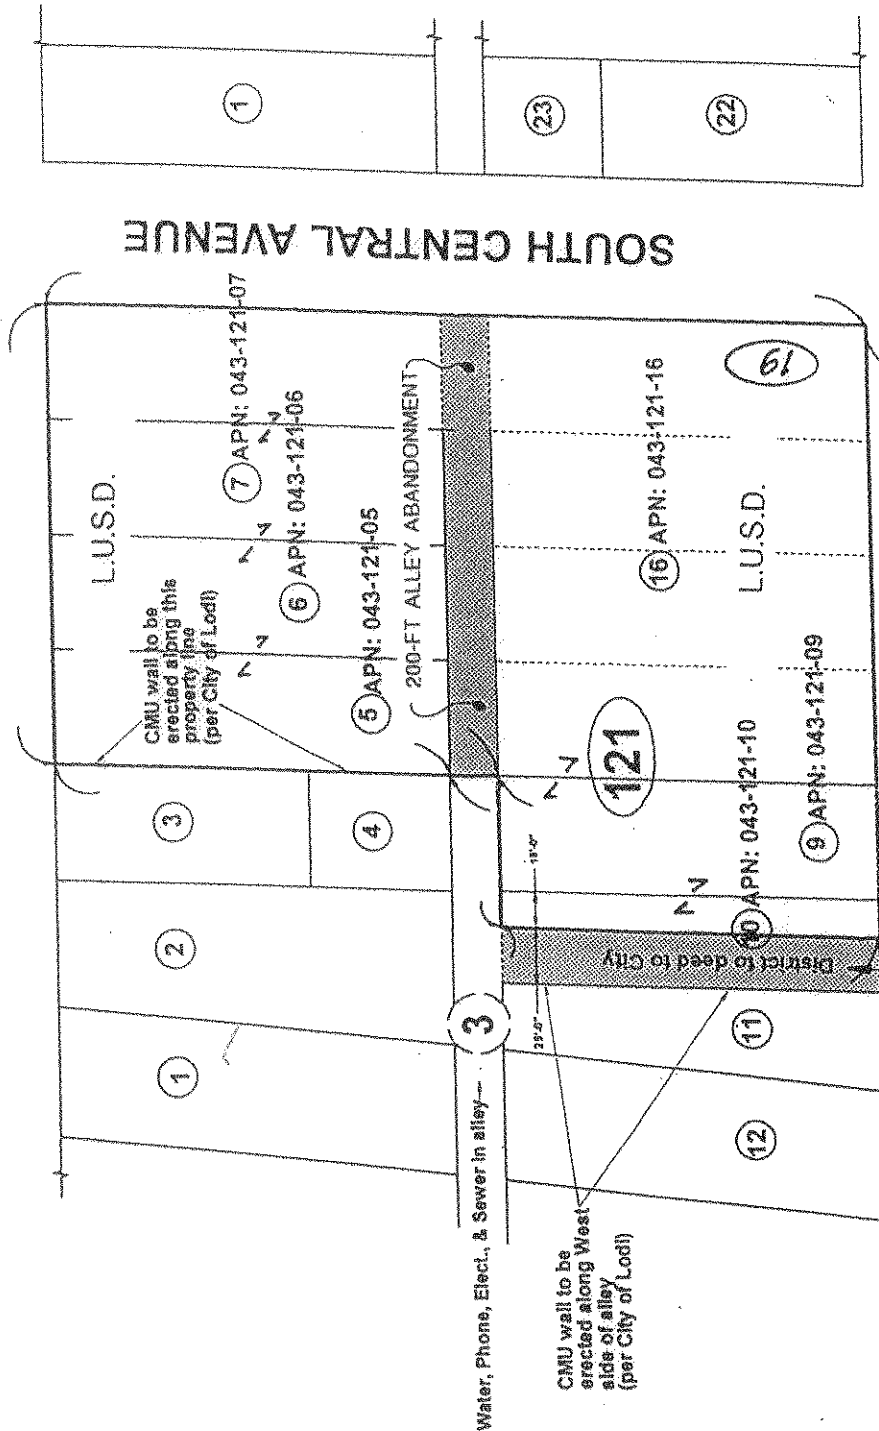 1
23
22
SOUTH CENTRAL AVENUE
L.U.S.D.
7 APN: 043-121-07
6 APN: 043-121-06
5 APN: 043-121-05
200-FT ALLEY ABANDONMENT
CMU wall to be
erected along this
property line
(per City of Lodi)
19
16 APN: 043-121-16
L.U.S.D.
121
9 APN: 043-121-09
10 APN: 043-121-10
3
4
2
1
18'-0"
25'-0"
District to deed to City
3
11
12
Water, Phone, Elect., & Sewer in alley
CMU wall to be
erected along West
side of alley
(per City of Lodi)